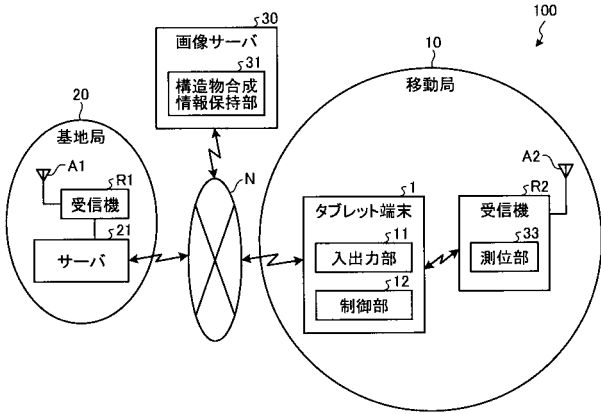 100
30
画像サーバ
31
構造物合成
情報保持部
10
移動局
20
基地局
A1
R1
受信機
21
サーバ
N
1
タブレット端末
11
入出力部
12
制御部
A2
R2
受信機
33
測位部